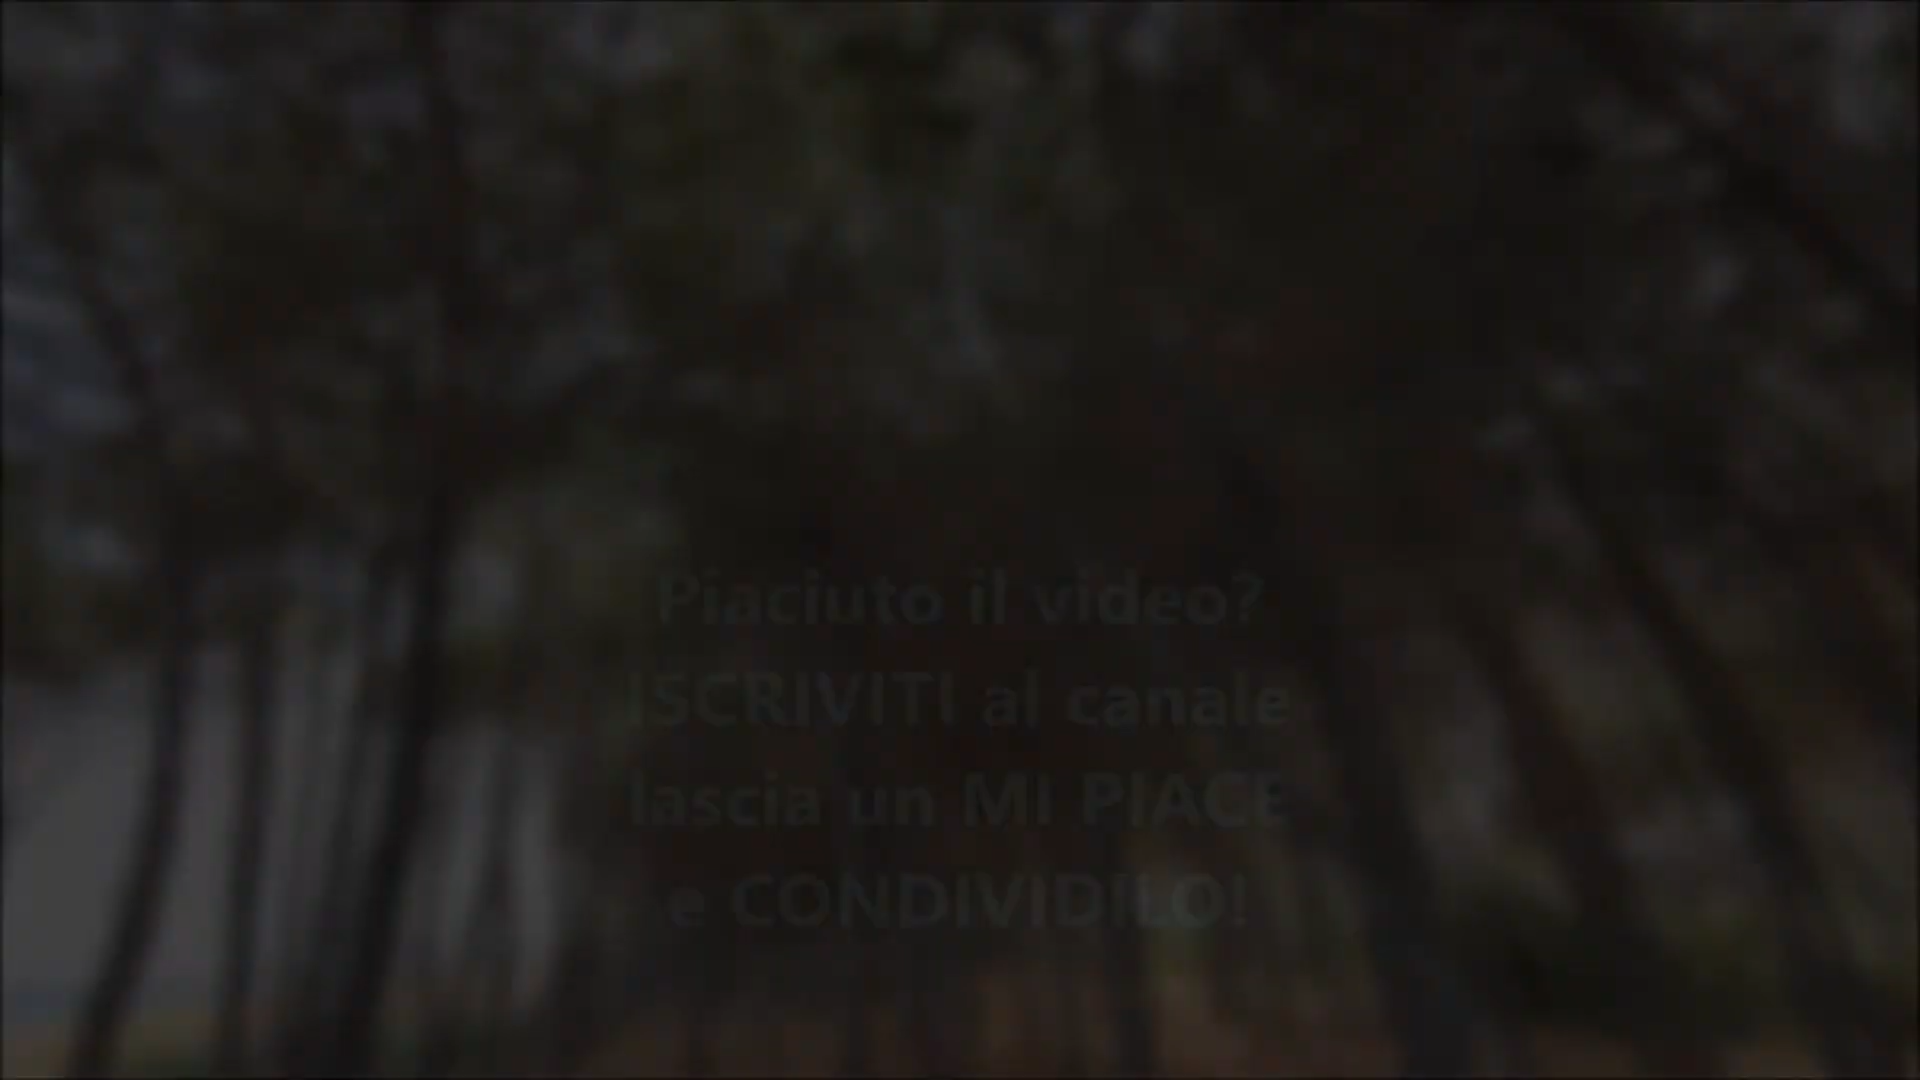 Piaciuto il video?
ISCRIVITI al canale
lascia un MI PIACE
e CONDIVIDILO!